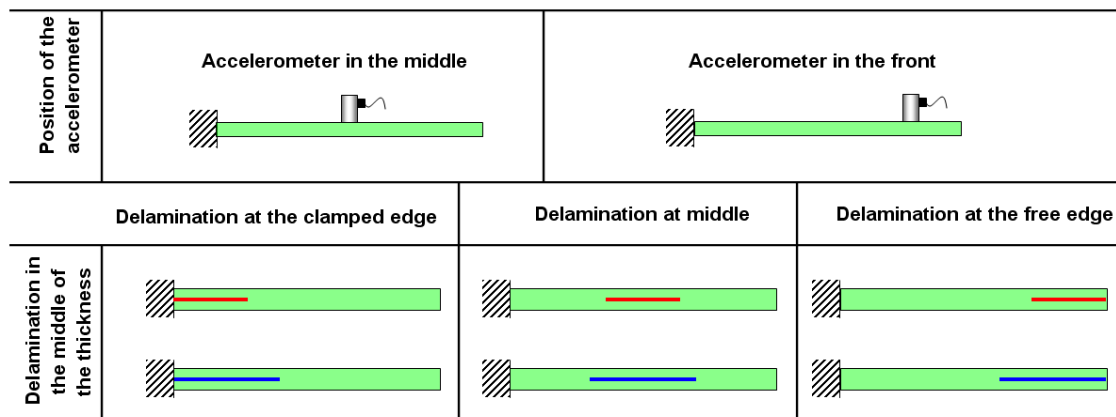 Position of the
accelerometer
Accelerometer in the middle
Accelerometer in the front
Delamination at the clamped edge
Delamination at middle
Delamination at the free edge
Delamination in
the middle of
the thickness